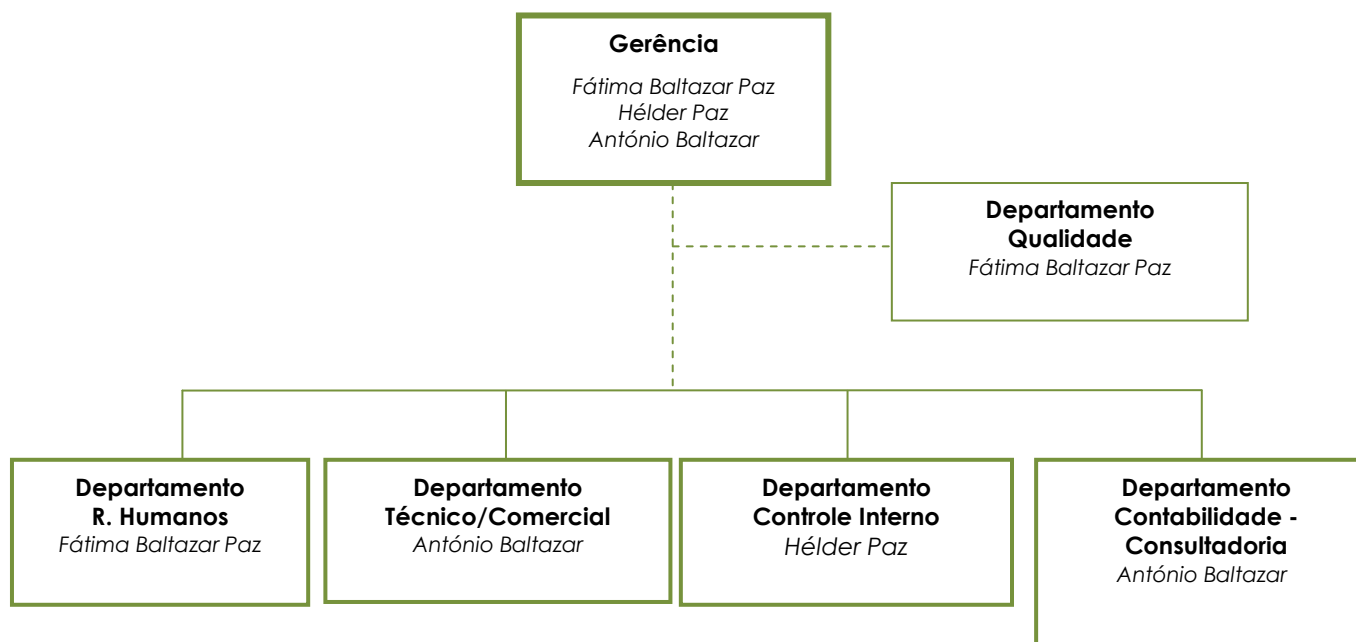 Gerência
Fátima Baltazar Paz
Hélder Paz
António Baltazar
Departamento
Qualidade
Fátima Baltazar Paz
Departamento
R. Humanos
Fátima Baltazar Paz
Departamento
Técnico/Comercial
António Baltazar
Departamento
Controle Interno
Hélder Paz
Departamento
Contabilidade -
Consultadoria
António Baltazar